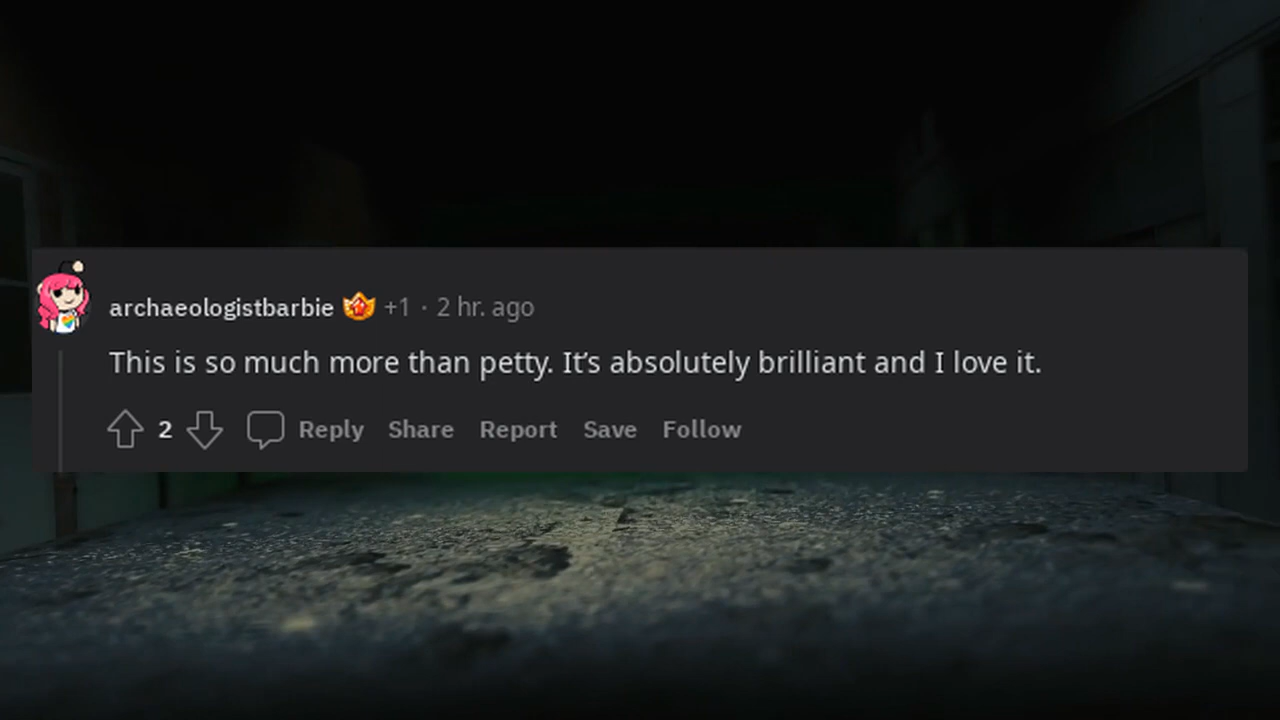 archaeologistbarbie +1 · 2 hr. ago
This is so much more than petty. It’s absolutely brilliant and I love it.
2 Reply Share Report Save Follow